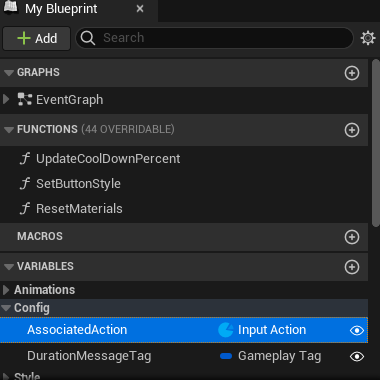 My Blueprint
Add
Search
GRAPHS
EventGraph
FUNCTIONS (44 OVERRIDABLE)
UpdateCoolDownPercent
SetButtonStyle
ResetMaterials
MACROS
VARIABLES
Animations
Config
AssociatedAction Input Action
DurationMessageTag Gameplay Tag
Style